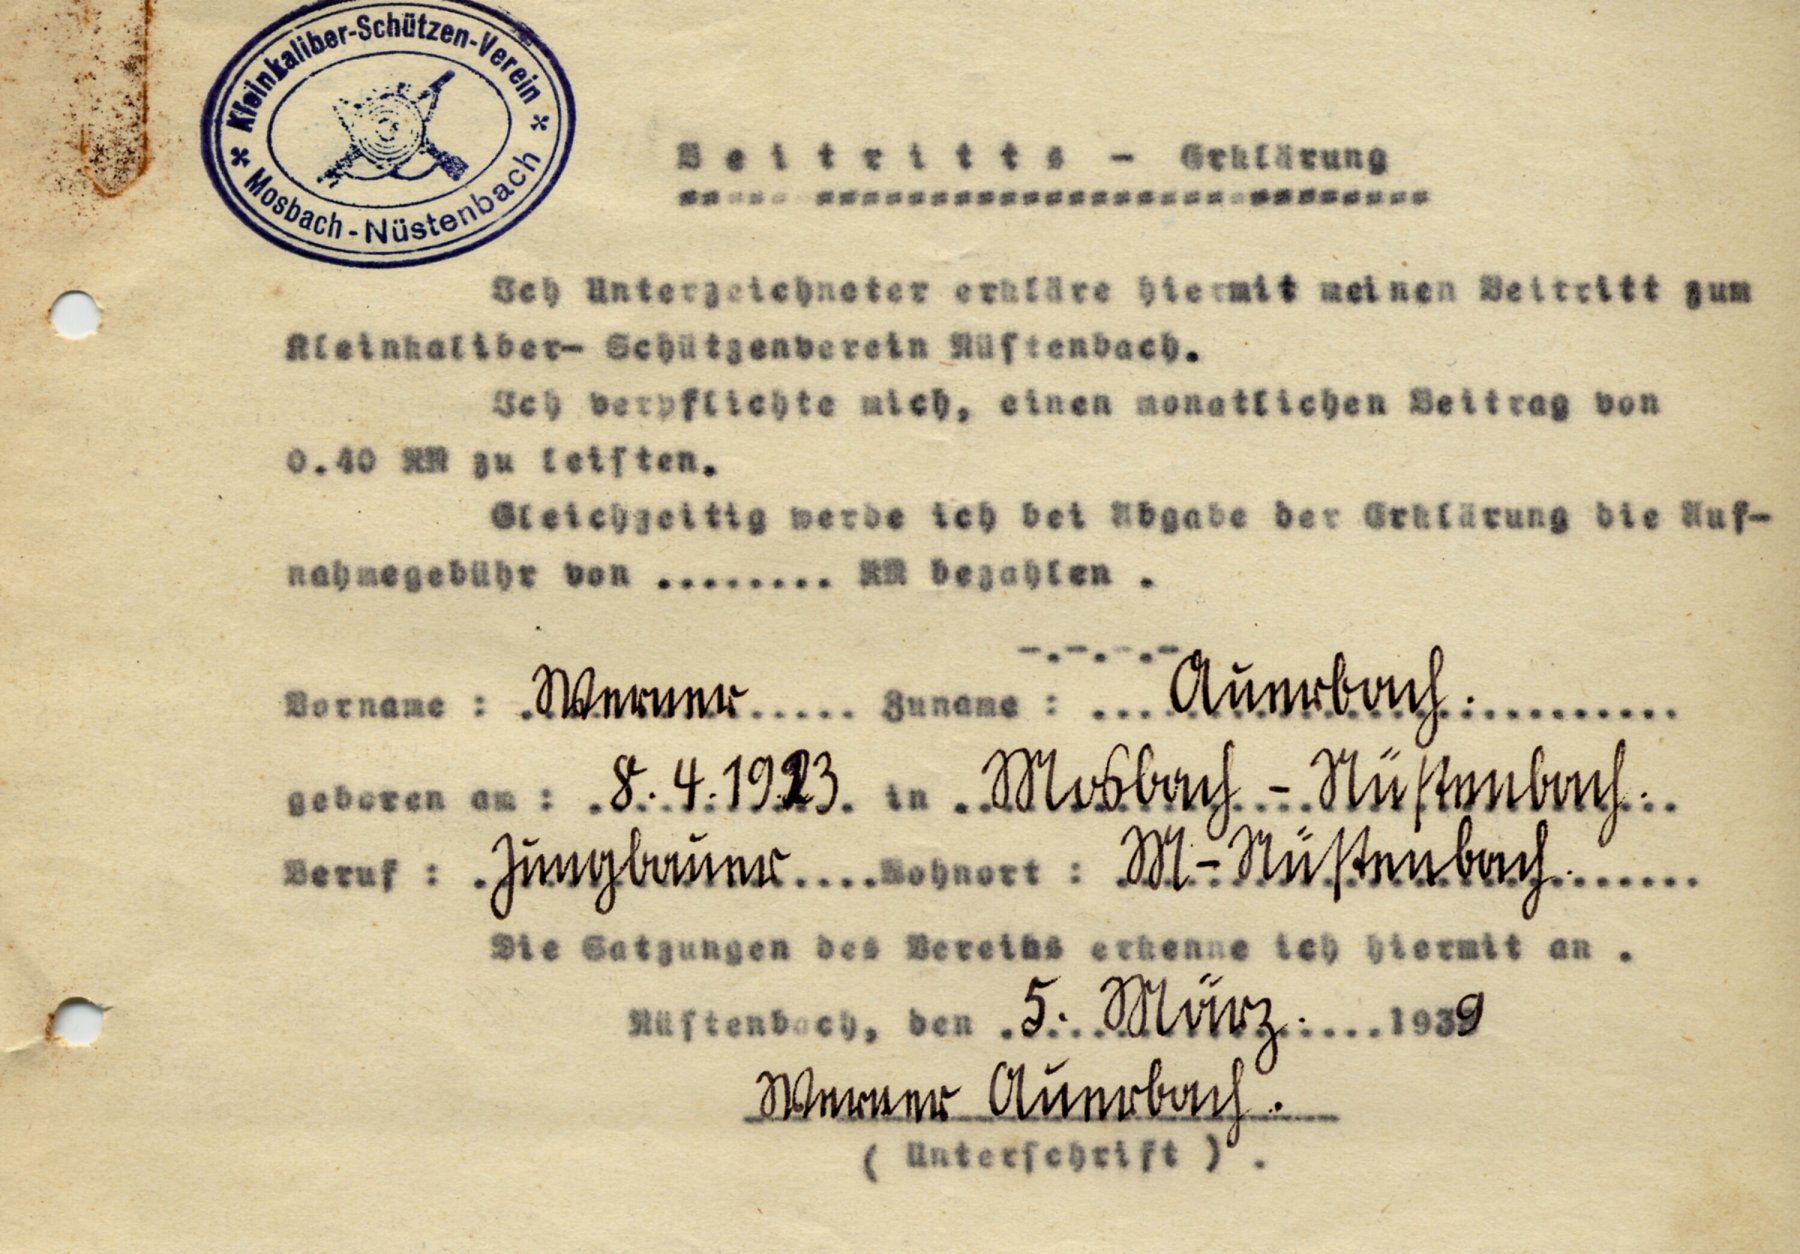 Kleinkaliber-Schützen-Verein
Mosbach-Nüstenbach
Beitritts - Erklärung
Ich Unterzeichneter erkläre hiermit meinen Beitritt zum
Kleinkaliber- Schützenverein Nüstenbach.
Ich verpflichte mich, einen monatlichen Beitrag von
0.40 RM zu leisten.
Gleichzeitig werde ich bei Abgabe der Erklärung die Auf-
nahmegebühr von ........ RM bezahlen .
-.-.-.-
Vorname : Werner ..... Zuname : ... Auerbach. ..........
geboren am : 8. 4. 1923 in Mosbach - Nüstenbach.
Beruf : Jungbauer .... Wohnort : M.-Nüstenbach. .......
Die Satzungen des Vereins erkenne ich hiermit an .
Nüstenbach, den 5. März. .... 1939
Werner Auerbach.
( Unterschrift ) .